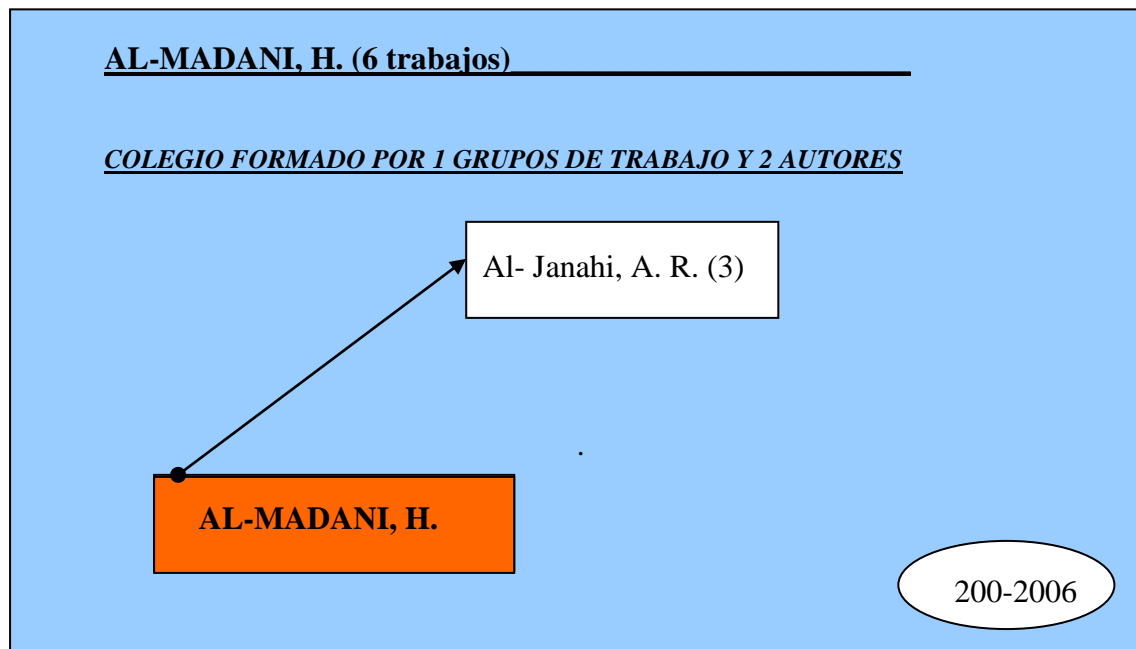 AL-MADANI, H. (6 trabajos)
COLEGIO FORMADO POR 1 GRUPOS DE TRABAJO Y 2 AUTORES
Al- Janahi, A. R. (3)
.
AL-MADANI, H.
200-2006